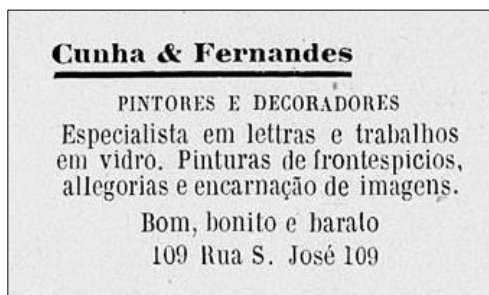 Cunha & Fernandes
PINTORES E DECORADORES
Especialista em lettras e trabalhos
em vidro. Pinturas de frontespicios,
allegorias e encarnação de imagens.
Bom, bonito e barato
109 Rua S. José 109